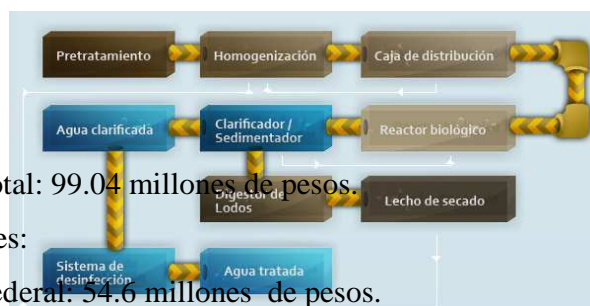 Pretratamiento
Homogenización
Caja de distribución
Agua clarificada
Clarificador /
Sedimentador
Reactor biológico
otal: 99.04 millones de pesos.
Digestor de
Lodos
Lecho de secado
es:
Sistema de
desinfección
Agua tratada
ederal: 54.6 millones de pesos.